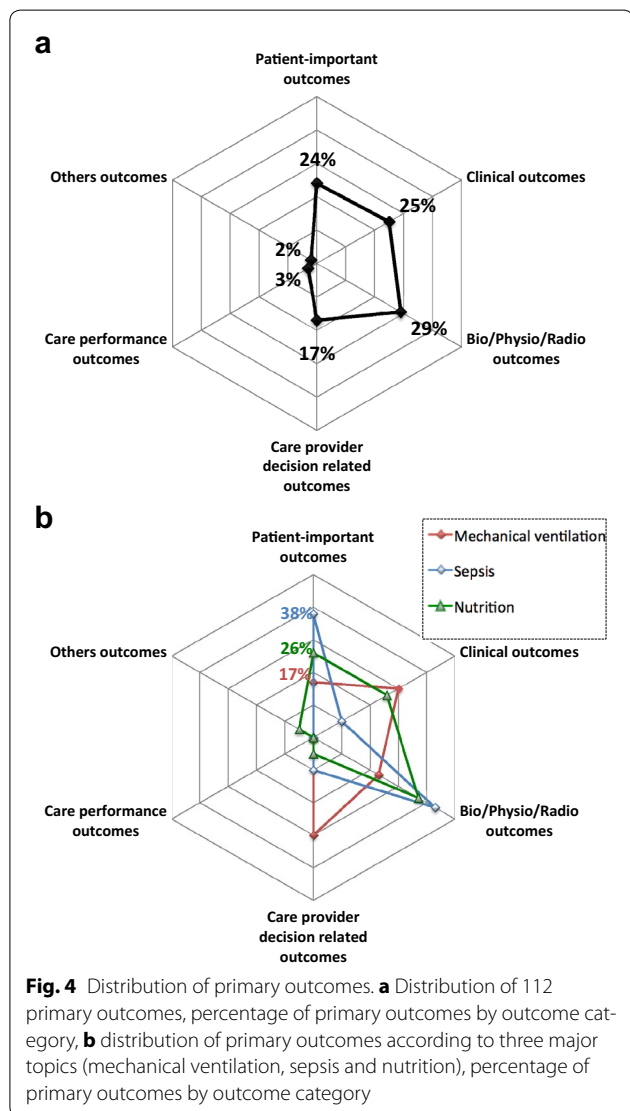 a
Patient-important
outcomes
24%
Others outcomes
Clinical outcomes
25%
2%
3%
29%
Care performance
outcomes
17%
Bio/Physio/Radio
outcomes
Care provider
decision related
outcomes
b
Patient-important
outcomes
Mechanical ventilation
Sepsis
Nutrition
38%
26%
17%
Others outcomes
Clinical outcomes
Care performance
outcomes
Bio/Physio/Radio
outcomes
Care provider
decision related
outcomes
Fig. 4 Distribution of primary outcomes. a Distribution of 112
primary outcomes, percentage of primary outcomes by outcome cat-
egory, b distribution of primary outcomes according to three major
topics (mechanical ventilation, sepsis and nutrition), percentage of
primary outcomes by outcome category